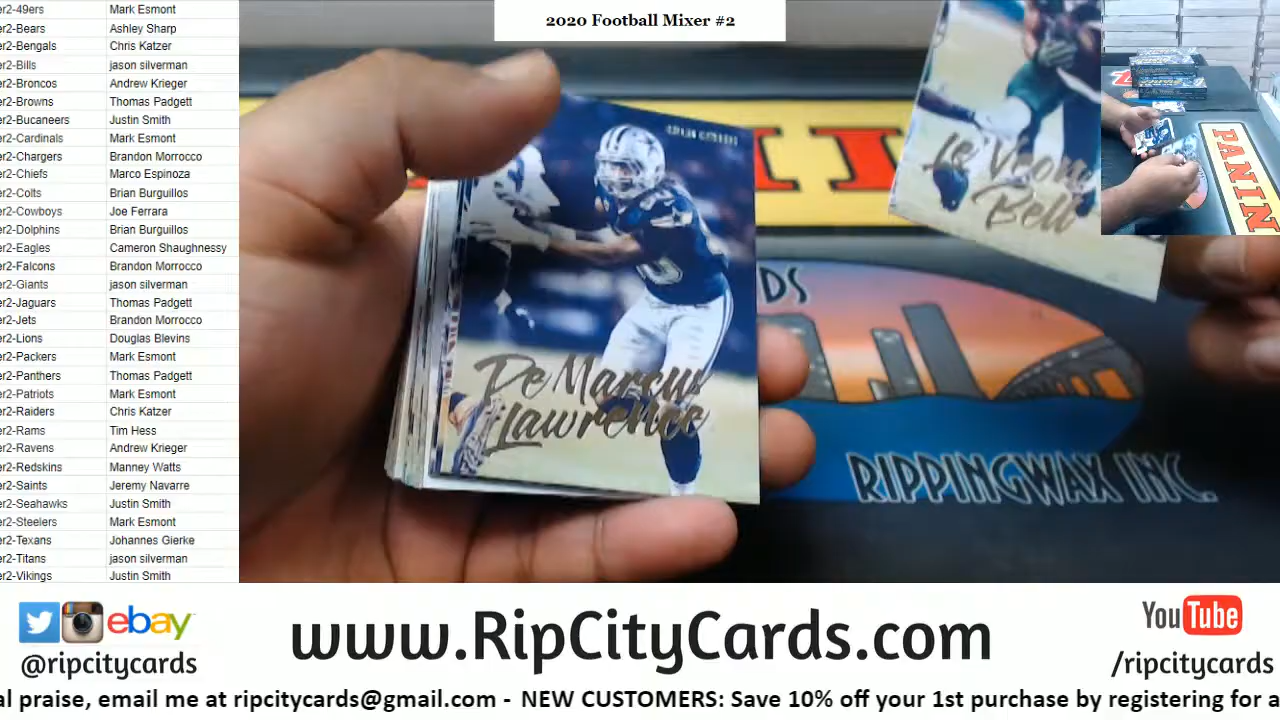 2020 Football Mixer #2
er2-49ers Mark Esmont
er2-Bears Ashley Sharp
er2-Bengals Chris Katzer
er2-Bills jason silverman
er2-Broncos Andrew Krieger
er2-Browns Thomas Padgett
er2-Bucaneers Justin Smith
er2-Cardinals Mark Esmont
er2-Chargers Brandon Morrocco
er2-Chiefs Marco Espinoza
er2-Colts Brian Burguillos
er2-Cowboys Joe Ferrara
er2-Dolphins Brian Burguillos
er2-Eagles Cameron Shaughnessy
er2-Falcons Brandon Morrocco
er2-Giants jason silverman
er2-Jaguars Thomas Padgett
er2-Jets Brandon Morrocco
er2-Lions Douglas Blevins
er2-Packers Mark Esmont
er2-Panthers Thomas Padgett
er2-Patriots Mark Esmont
er2-Raiders Chris Katzer
er2-Rams Tim Hess
er2-Ravens Andrew Krieger
er2-Redskins Manney Watts
er2-Saints Jeremy Navarre
er2-Seahawks Justin Smith
er2-Steelers Mark Esmont
er2-Texans Johannes Gierke
er2-Titans jason silverman
er2-Vikings Justin Smith
Le'Veon
Bell
PANIN
DeMarcus
Lawrence
DS
RIPPINGWAX INC.
ebay
@ripcitycards
www.RipCityCards.com
YouTube
/ripcitycards
al praise, email me at ripcitycards@gmail.com - NEW CUSTOMERS: Save 10% off your 1st purchase by registering for a